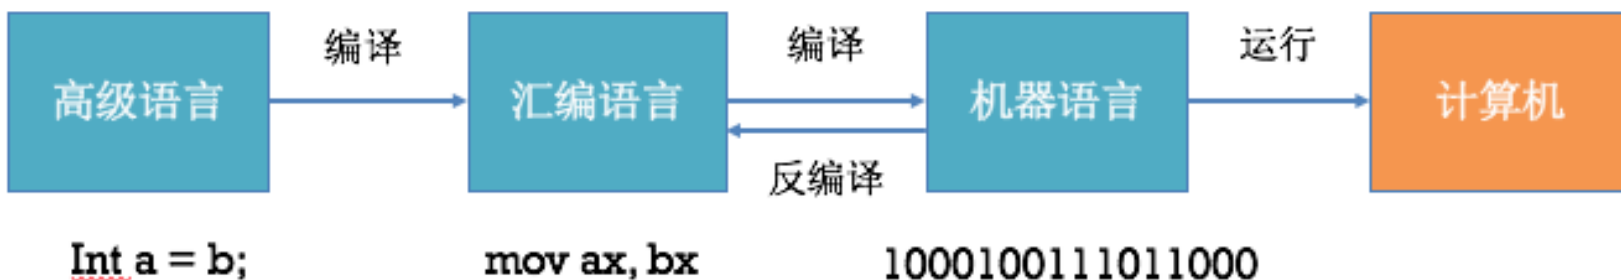 编译
编译
运行
高级语言
汇编语言
机器语言
计算机
反编译
Int a = b;
mov ax, bx
1000100111011000